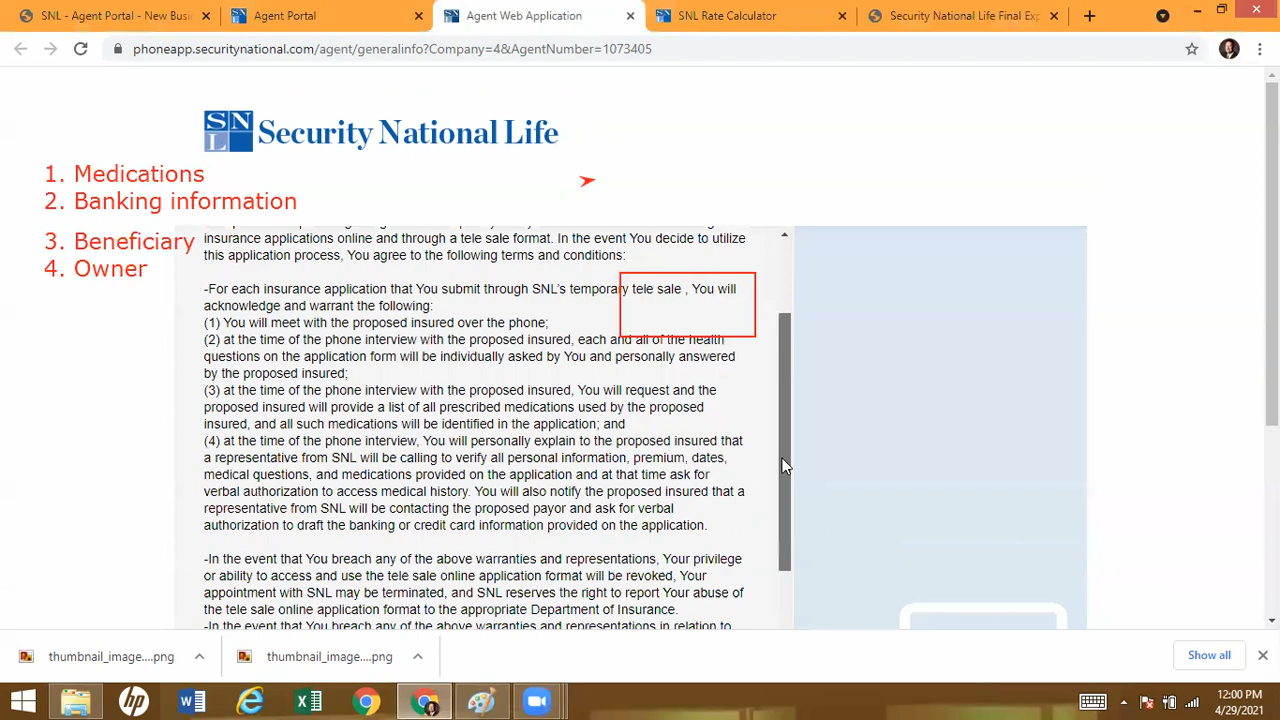 SNL - Agent Portal - New Busi
Agent Portal
Agent Web Application
SNL Rate Calculator
Security National Life Final Exp
phoneapp.securitynational.com/agent/generalinfo?Company=4&AgentNumber=1073405
SNL Security National Life
1. Medications
2. Banking information
3. Beneficiary
4. Owner
insurance applications online and through a tele sale format. In the event You decide to utilize
this application process, You agree to the following terms and conditions:
-For each insurance application that You submit through SNL's temporary tele sale , You will
acknowledge and warrant the following:
(1) You will meet with the proposed insured over the phone;
(2) at the time of the phone interview with the proposed insured, each and all of the health
questions on the application form will be individually asked by You and personally answered
by the proposed insured;
(3) at the time of the phone interview with the proposed insured, You will request and the
proposed insured will provide a list of all prescribed medications used by the proposed
insured, and all such medications will be identified in the application; and
(4) at the time of the phone interview, You will personally explain to the proposed insured that
a representative from SNL will be calling to verify all personal information, premium, dates,
medical questions, and medications provided on the application and at that time ask for
verbal authorization to access medical history. You will also notify the proposed insured that a
representative from SNL will be contacting the proposed payor and ask for verbal
authorization to draft the banking or credit card information provided on the application.
-In the event that You breach any of the above warranties and representations, Your privilege
or ability to access and use the tele sale online application format will be revoked, Your
appointment with SNL may be terminated, and SNL reserves the right to report Your abuse of
the tele sale online application format to the appropriate Department of Insurance.
-In the event that You breach any of the above warranties and representations in relation to
thumbnail_image....png
thumbnail_image....png
Show all
12:00 PM
4/29/2021